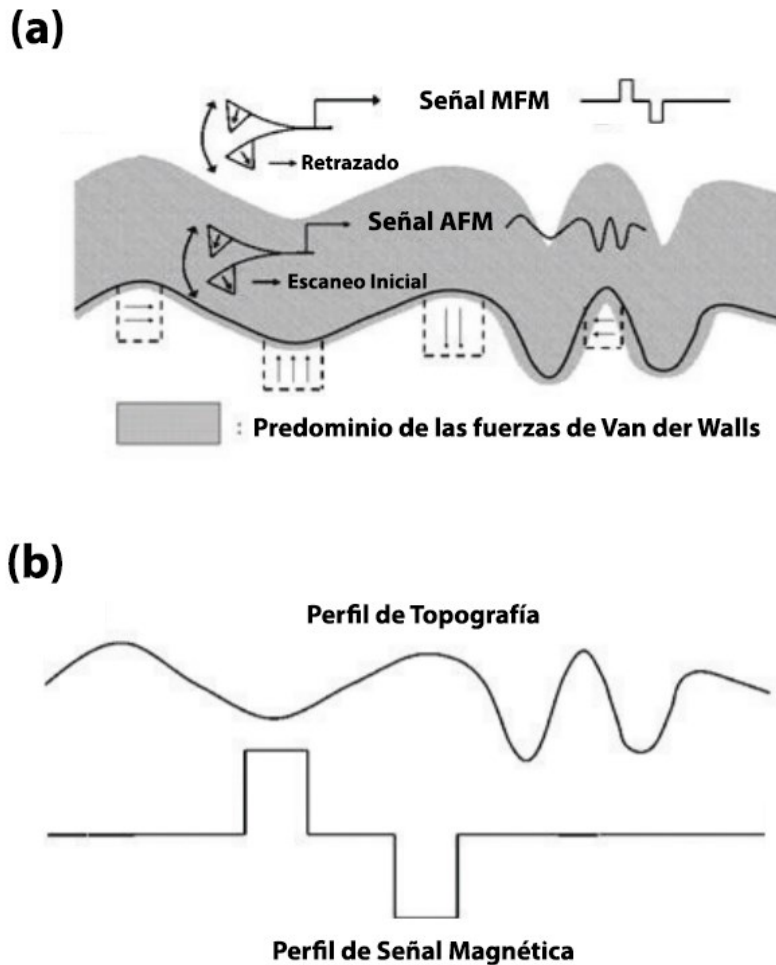 (a)
Señal MFM
Retrazado
Señal AFM
Escaneo Inicial
: Predominio de las fuerzas de Van der Walls
(b)
Perfil de Topografía
Perfil de Señal Magnética